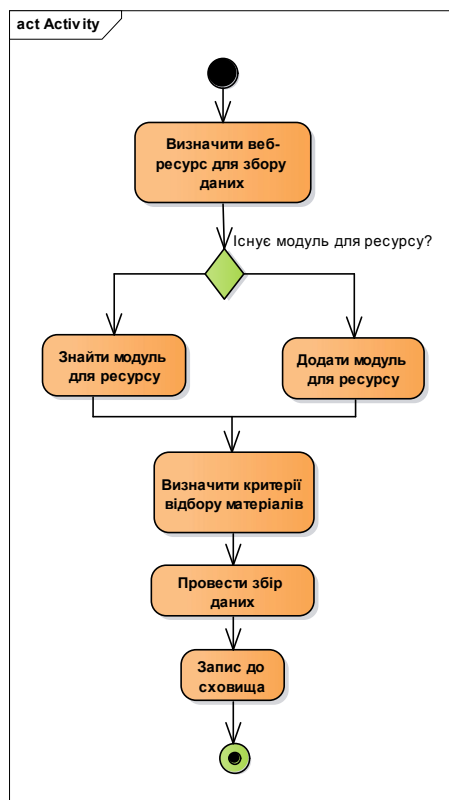 act Activity
Визначити веб-
ресурс для збору
даних
Існує модуль для ресурсу?
Знайти модуль
для ресурсу
Додати модуль
для ресурсу
Визначити критерії
відбору матеріалів
Провести збір
даних
Запис до
сховища